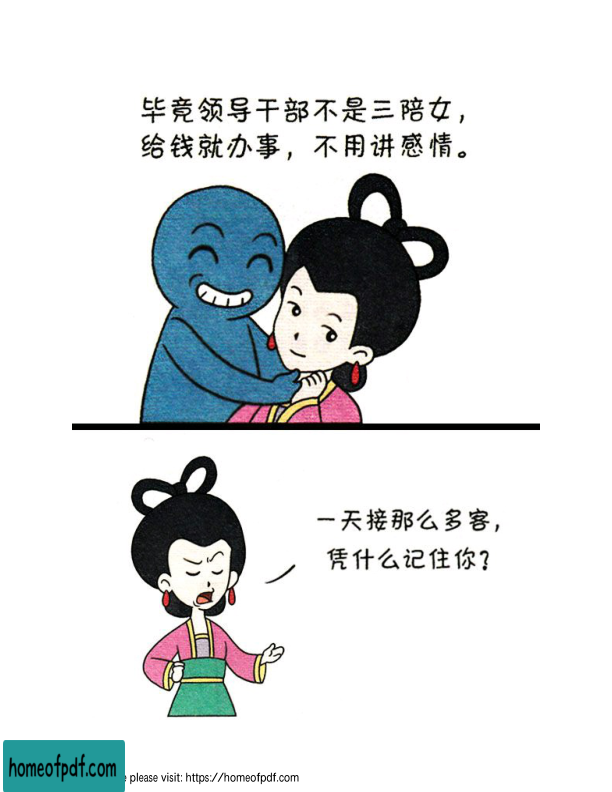 毕竟领导干部不是三陪女，
给钱就办事，不用讲感情。
一天接那么多客，
凭什么记住你？
homeofpdf.com
e please visit: https://homeofpdf.com